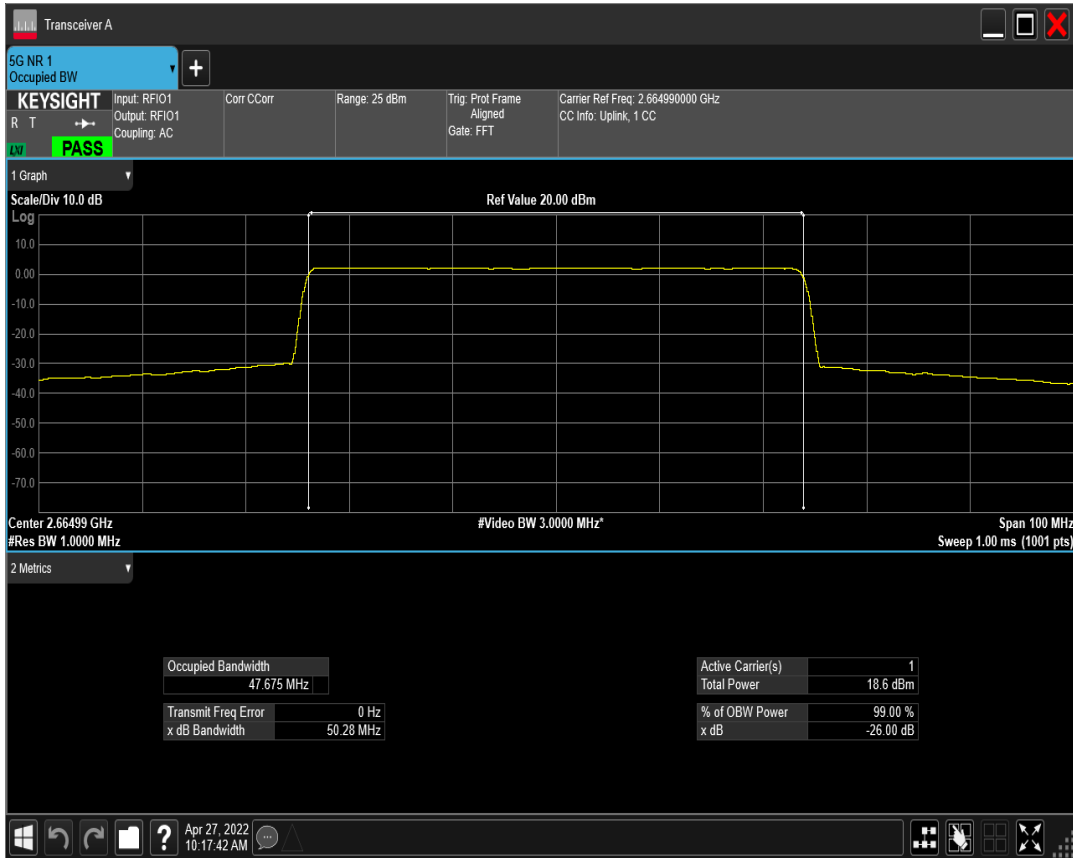 Transceiver A
5G NR 1
Occupied BW
KEYSIGHT
R T
LXI
PASS
Input: RFIO1
Output: RFIO1
Coupling: AC
Corr CCorr
Range: 25 dBm
Trig: Prot Frame
Aligned
Gate: FFT
Carrier Ref Freq: 2.664990000 GHz
CC Info: Uplink, 1 CC
1 Graph
Scale/Div 10.0 dB
Ref Value 20.00 dBm
Log
10.0
0.00
-10.0
-20.0
-30.0
-40.0
-50.0
-60.0
-70.0
Center 2.66499 GHz
#Video BW 3.0000 MHz*
Span 100 MHz
#Res BW 1.0000 MHz
Sweep 1.00 ms (1001 pts)
2 Metrics
Occupied Bandwidth
47.675 MHz
Transmit Freq Error 0 Hz
x dB Bandwidth 50.28 MHz
Active Carrier(s) 1
Total Power 18.6 dBm
% of OBW Power 99.00 %
x dB -26.00 dB
?
Apr 27, 2022
10:17:42 AM